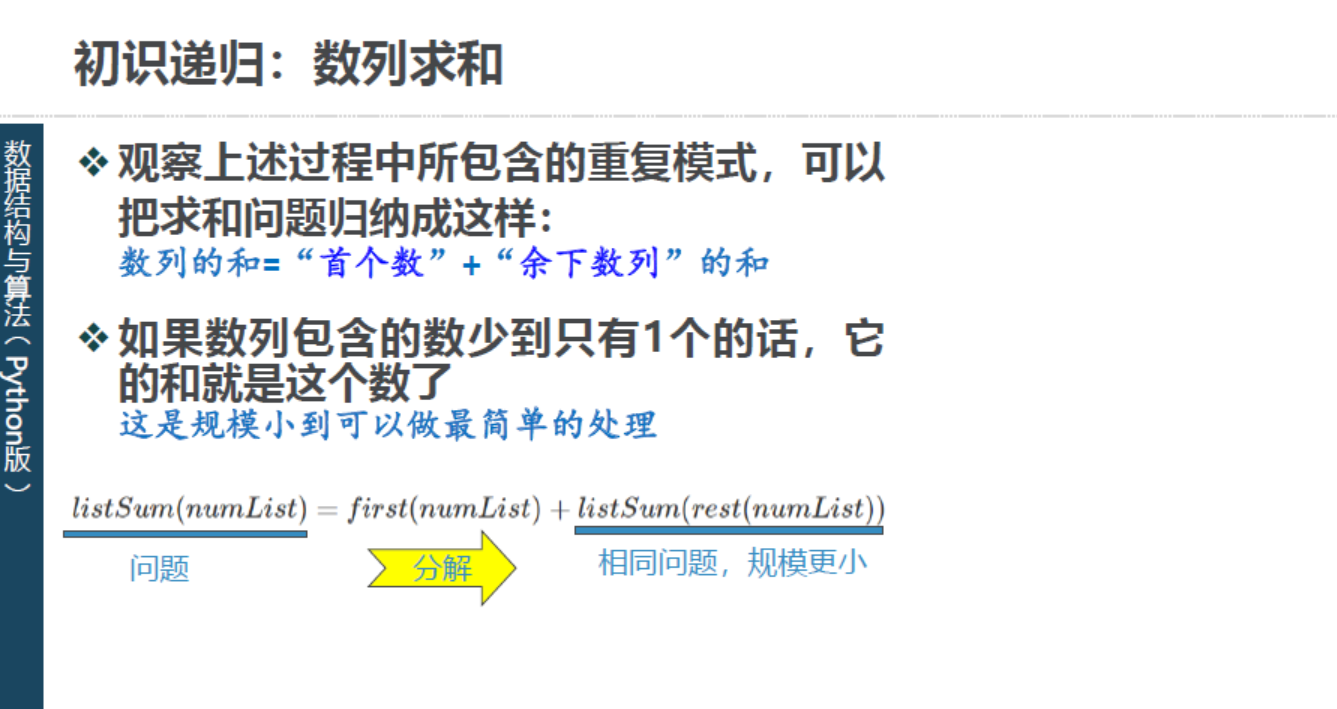 初识递归：数列求和
数据结构与算法（Python版）
观察上述过程中所包含的重复模式，可以
把求和问题归纳成这样：
数列的和=“首个数”+“余下数列”的和
如果数列包含的数少到只有1个的话，它
的和就是这个数了
这是规模小到可以做最简单的处理
listSum(numList) = first(numList) + listSum(rest(numList))
问题
分解
相同问题，规模更小